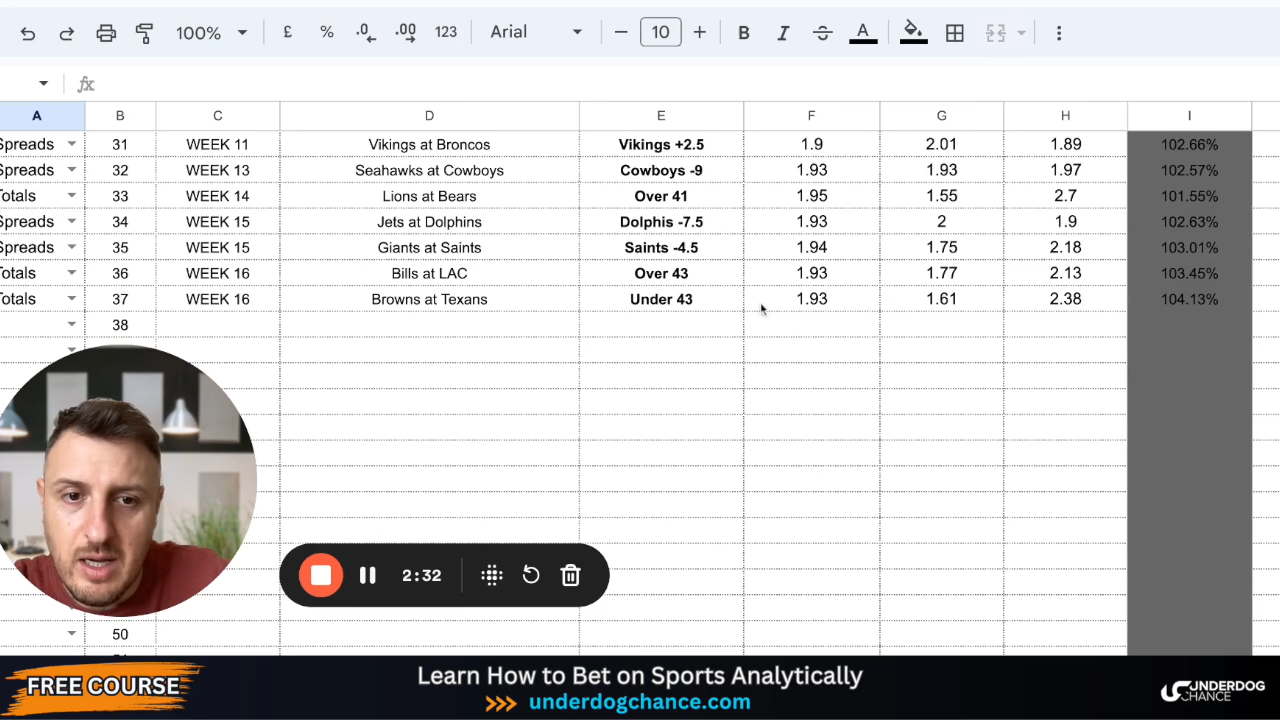 100% £ % .0 .00 123 Arial 10 B I A
fx
A B C D E F G H I
Spreads 31 WEEK 11 Vikings at Broncos Vikings +2.5 1.9 2.01 1.89 102.66%
Spreads 32 WEEK 13 Seahawks at Cowboys Cowboys -9 1.93 1.93 1.97 102.57%
Totals 33 WEEK 14 Lions at Bears Over 41 1.95 1.55 2.7 101.55%
Spreads 34 WEEK 15 Jets at Dolphins Dolphis -7.5 1.93 2 1.9 102.63%
Spreads 35 WEEK 15 Giants at Saints Saints -4.5 1.94 1.75 2.18 103.01%
Totals 36 WEEK 16 Bills at LAC Over 43 1.93 1.77 2.13 103.45%
Totals 37 WEEK 16 Browns at Texans Under 43 1.93 1.61 2.38 104.13%
38
2:32
50
FREE COURSE
Learn How to Bet on Sports Analytically
>>> underdogchance.com
UNDERDOG
CHANCE